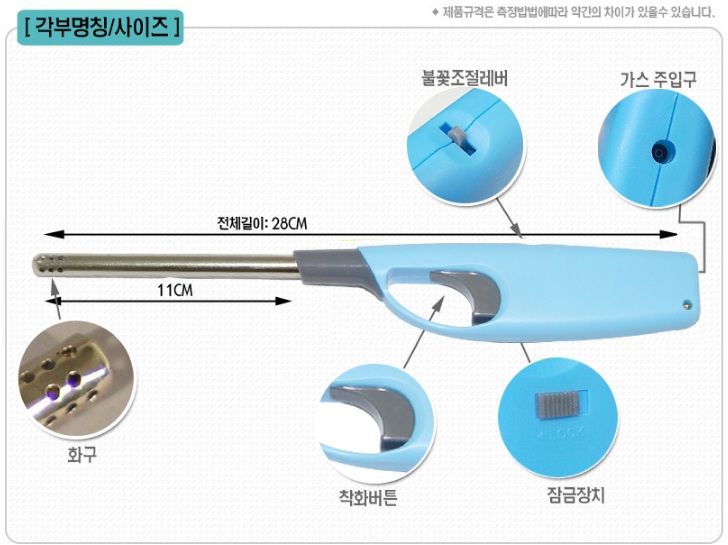 [ 각부명칭/사이즈 ]
◆ 제품규격은 측정밥법에따라 약간의 차이가 있을수 있습니다.
불꽃조절레버
가스 주입구
전체길이: 28CM
11CM
화구
착화버튼
LOCK
잠금장치